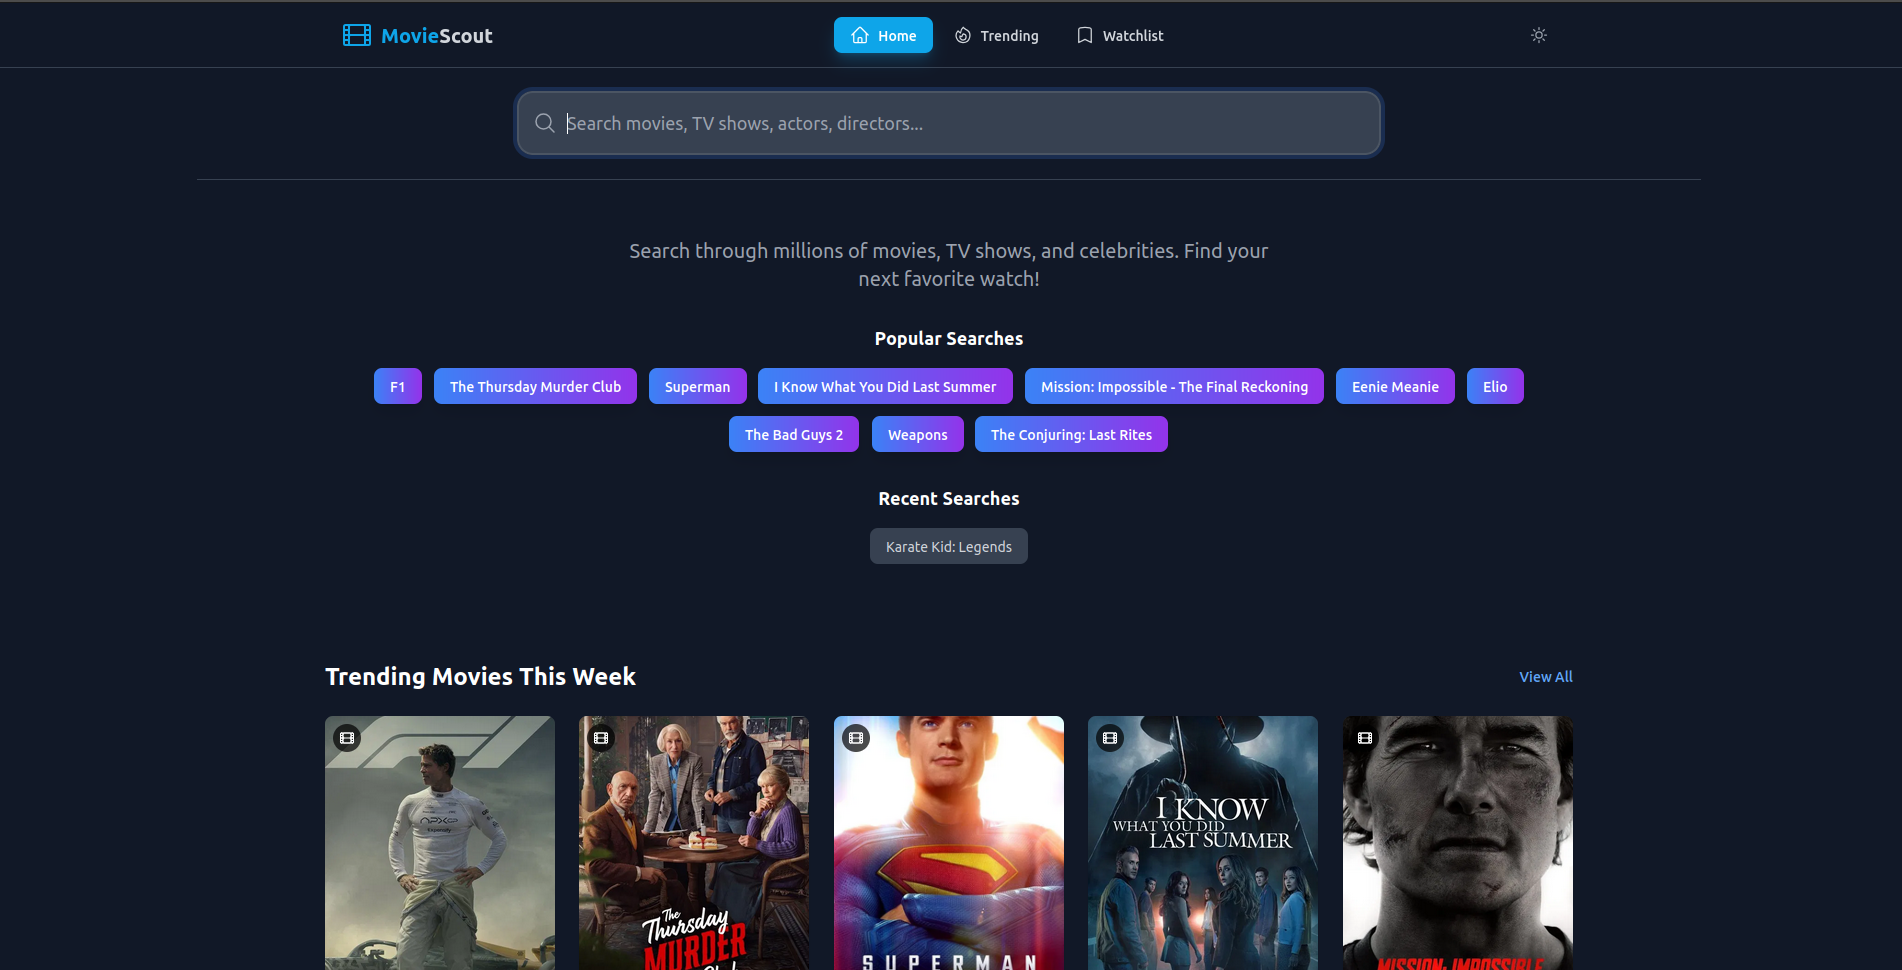 MovieScout
Home
Trending
Watchlist
Search movies, TV shows, actors, directors...
Search through millions of movies, TV shows, and celebrities. Find your
next favorite watch!
Popular Searches
F1
The Thursday Murder Club
Superman
I Know What You Did Last Summer
Mission: Impossible - The Final Reckoning
Eenie Meanie
Elio
The Bad Guys 2
Weapons
The Conjuring: Last Rites
Recent Searches
Karate Kid: Legends
Trending Movies This Week
View All
APXGP
Expensify
The
Thursday
MURDER
Club
SUPERMAN
I KNOW
WHAT YOU DID
LAST SUMMER
MISSION: IMPOSSIBLE